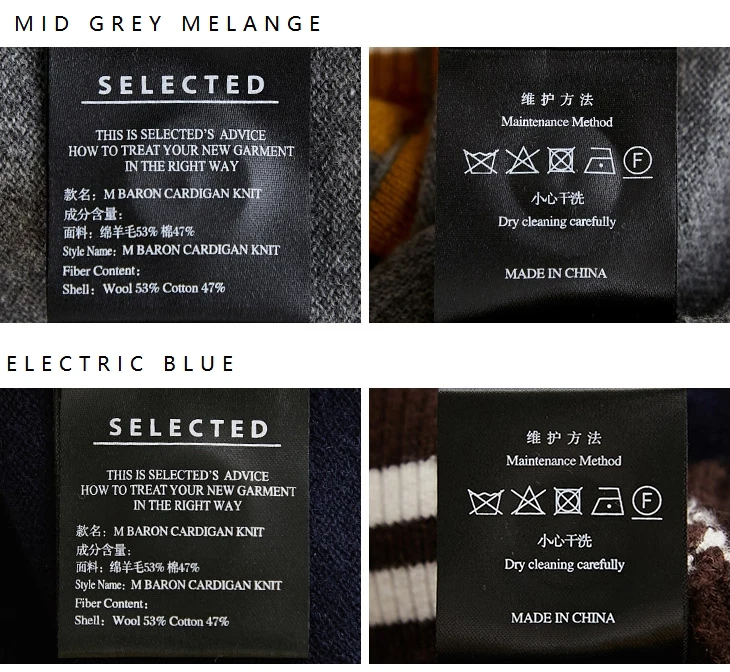 MID GREY MELANGE
SELECTED
THIS IS SELECTED'S ADVICE
HOW TO TREAT YOUR NEW GARMENT
IN THE RIGHT WAY
款名：M BARON CARDIGAN KNIT
成分含量：
面料：绵羊毛53% 棉47%
Style Name：M BARON CARDIGAN KNIT
Fiber Content：
Shell：Wool 53% Cotton 47%
维护方法
Maintenance Method
F
小心干洗
Dry cleaning carefully
MADE IN CHINA
ELECTRIC BLUE
SELECTED
THIS IS SELECTED'S ADVICE
HOW TO TREAT YOUR NEW GARMENT
IN THE RIGHT WAY
款名：M BARON CARDIGAN KNIT
成分含量：
面料：绵羊毛53% 棉47%
Style Name：M BARON CARDIGAN KNIT
Fiber Content：
Shell：Wool 53% Cotton 47%
维护方法
Maintenance Method
F
小心干洗
Dry cleaning carefully
MADE IN CHINA